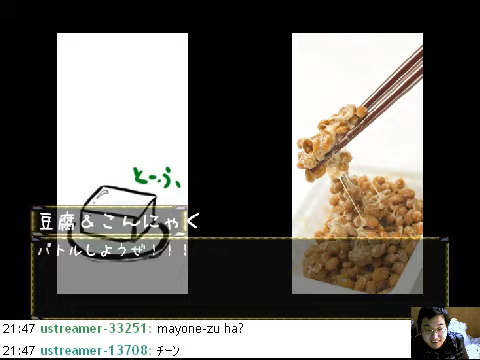 とーふ、
豆腐&こんにゃく
バトルしようぜ！！！
21:47 ustreamer-33251: mayone-zu ha?
21:47 ustreamer-13708: ﾁｰﾝ